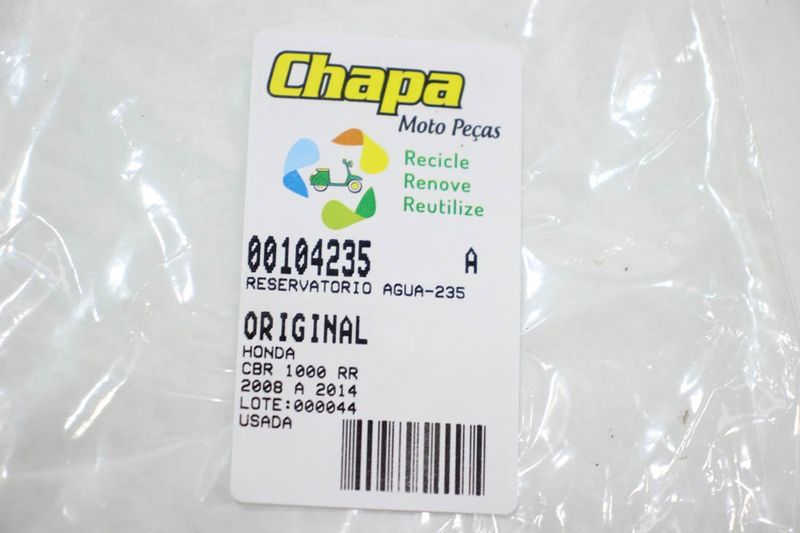 Chapa
Moto Peças
Recicle
Renove
Reutilize
00104235 A
RESERVATORIO AGUA-235
ORIGINAL
HONDA
CBR 1000 RR
2008 A 2014
LOTE:000044
USADA